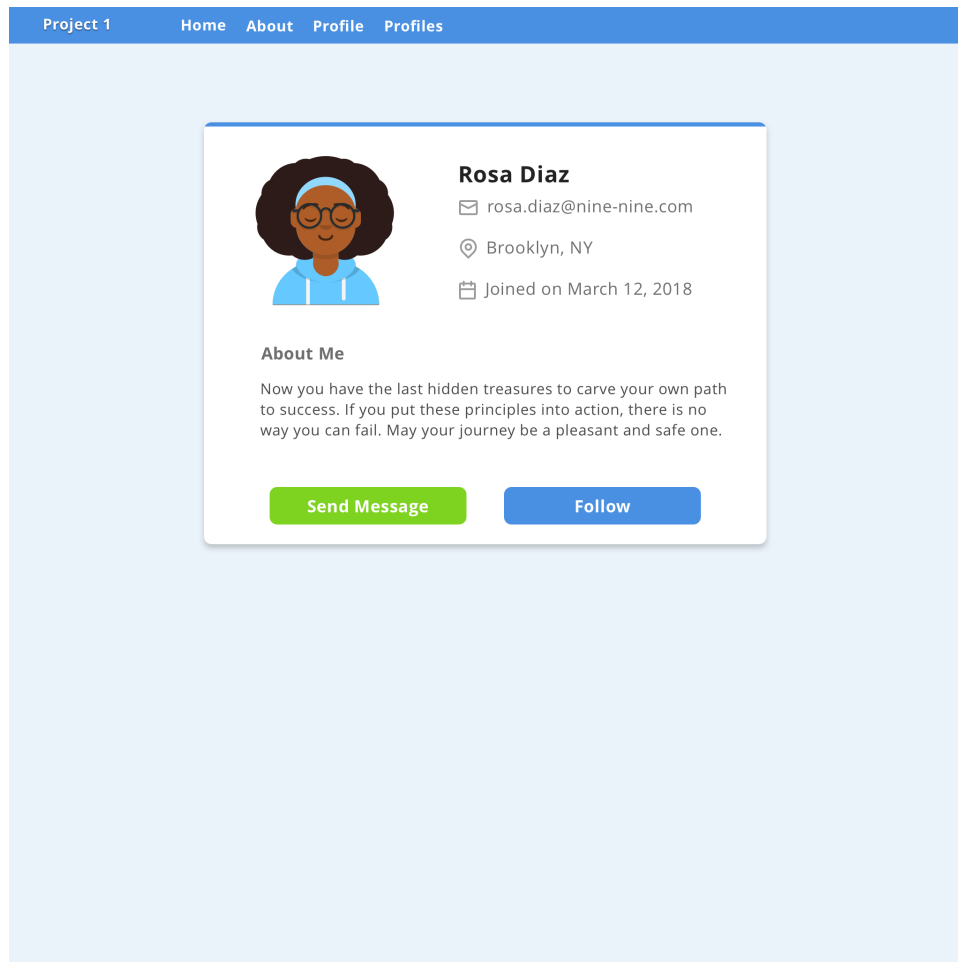 Project 1 Home About Profile Profiles
Rosa Diaz
rosa.diaz@nine-nine.com
Brooklyn, NY
Joined on March 12, 2018
About Me
Now you have the last hidden treasures to carve your own path
to success. If you put these principles into action, there is no
way you can fail. May your journey be a pleasant and safe one.
Send Message Follow